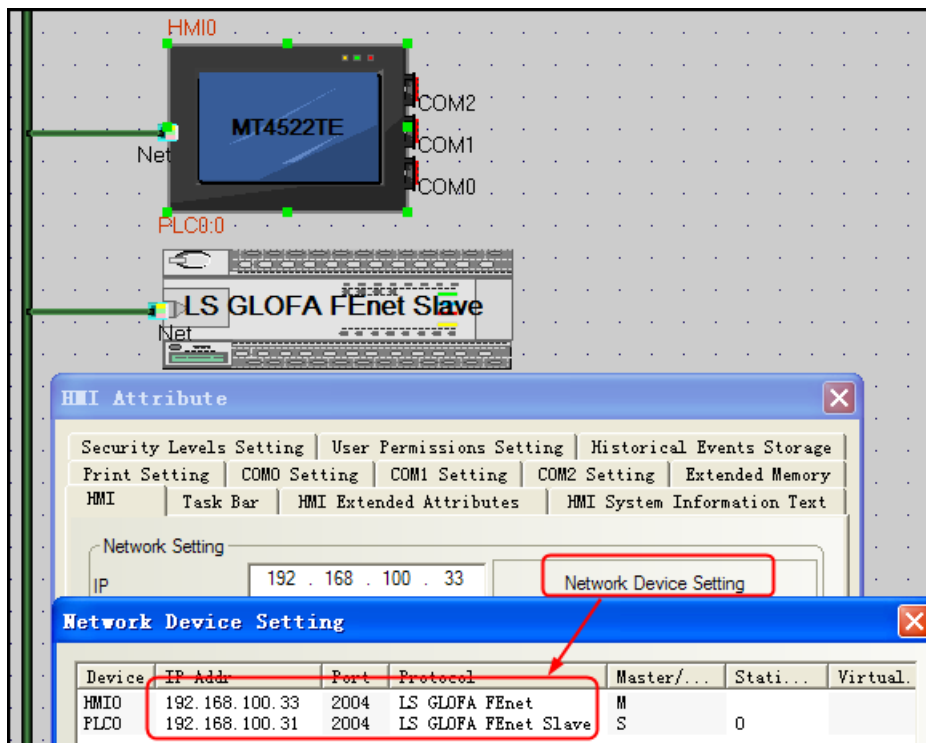 HMI0
MT4522TE
COM2
COM1
COM0
Net
PLC0:0
LS GLOFA FEnet Slave
Net
HMI Attribute
Security Levels Setting User Permissions Setting Historical Events Storage
Print Setting COM0 Setting COM1 Setting COM2 Setting Extended Memory
HMI Task Bar HMI Extended Attributes HMI System Information Text
Network Setting
IP 192 . 168 . 100 . 33 Network Device Setting
Network Device Setting
Device IP Addr Port Protocol Master/... Stati... Virtual.
HMI0 192.168.100.33 2004 LS GLOFA FEnet M
PLC0 192.168.100.31 2004 LS GLOFA FEnet Slave S 0